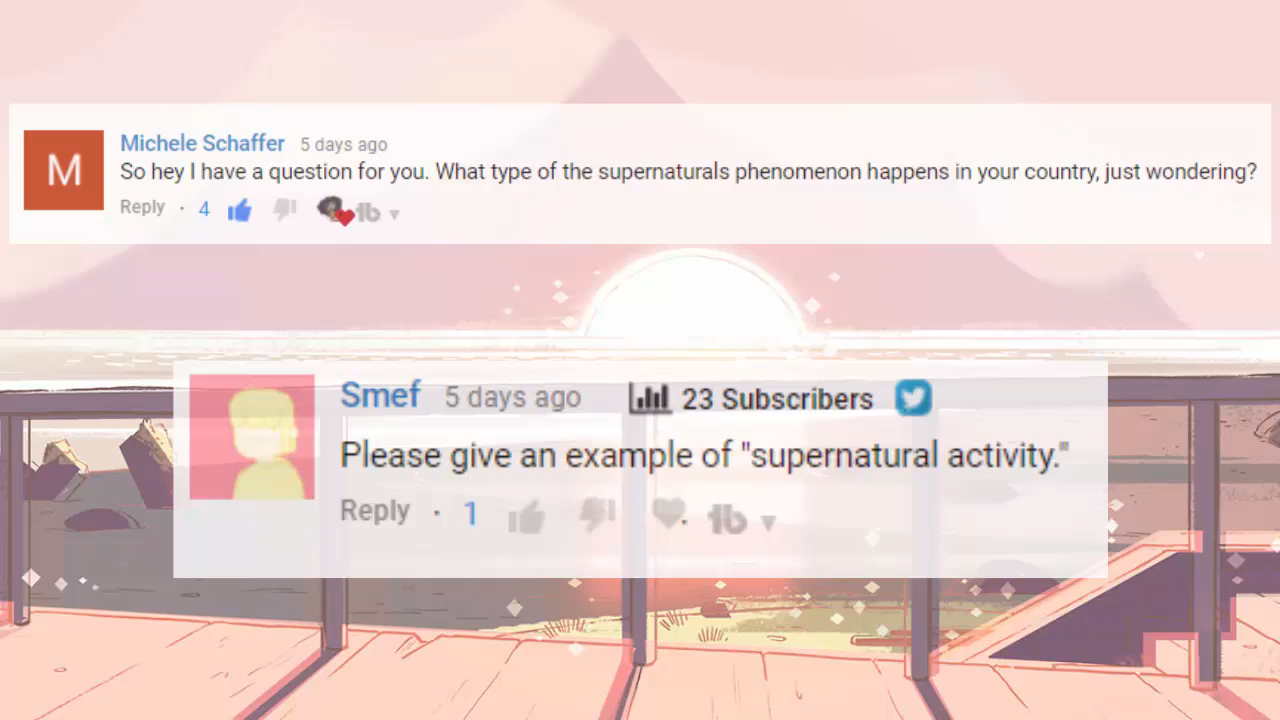 M
Michele Schaffer 5 days ago
So hey I have a question for you. What type of the supernaturals phenomenon happens in your country, just wondering?
Reply · 4
Smef 5 days ago 23 Subscribers
Please give an example of "supernatural activity."
Reply · 1